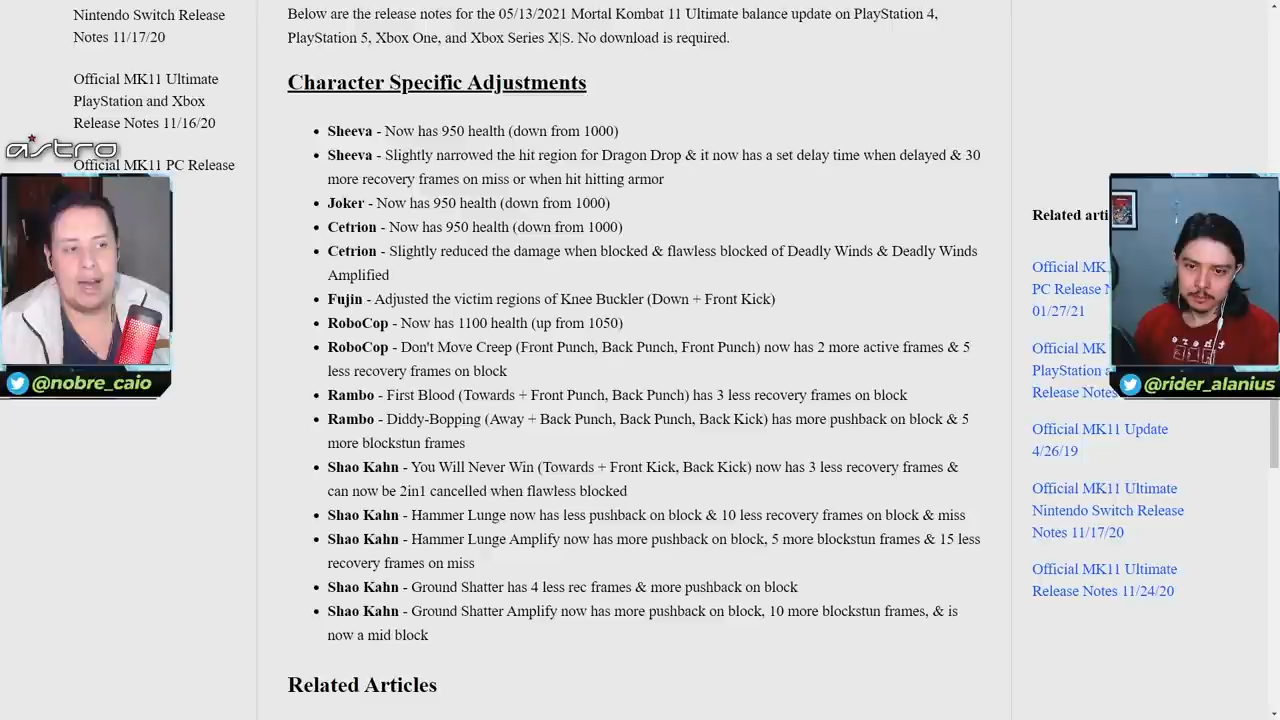 Nintendo Switch Release
Notes 11/17/20
Official MK11 Ultimate
PlayStation and Xbox
Release Notes 11/16/20
astro
Official MK11 PC Release
@nobre_caio
Below are the release notes for the 05/13/2021 Mortal Kombat 11 Ultimate balance update on PlayStation 4,
PlayStation 5, Xbox One, and Xbox Series X|S. No download is required.
Character Specific Adjustments
• Sheeva - Now has 950 health (down from 1000)
• Sheeva - Slightly narrowed the hit region for Dragon Drop & it now has a set delay time when delayed & 30
more recovery frames on miss or when hit hitting armor
• Joker - Now has 950 health (down from 1000)
• Cetrion - Now has 950 health (down from 1000)
• Cetrion - Slightly reduced the damage when blocked & flawless blocked of Deadly Winds & Deadly Winds
Amplified
• Fujin - Adjusted the victim regions of Knee Buckler (Down + Front Kick)
• RoboCop - Now has 1100 health (up from 1050)
• RoboCop - Don't Move Creep (Front Punch, Back Punch, Front Punch) now has 2 more active frames & 5
less recovery frames on block
• Rambo - First Blood (Towards + Front Punch, Back Punch) has 3 less recovery frames on block
• Rambo - Diddy-Bopping (Away + Back Punch, Back Punch, Back Kick) has more pushback on block & 5
more blockstun frames
• Shao Kahn - You Will Never Win (Towards + Front Kick, Back Kick) now has 3 less recovery frames &
can now be 2in1 cancelled when flawless blocked
• Shao Kahn - Hammer Lunge now has less pushback on block & 10 less recovery frames on block & miss
• Shao Kahn - Hammer Lunge Amplify now has more pushback on block, 5 more blockstun frames & 15 less
recovery frames on miss
• Shao Kahn - Ground Shatter has 4 less rec frames & more pushback on block
• Shao Kahn - Ground Shatter Amplify now has more pushback on block, 10 more blockstun frames, & is
now a mid block
Related Articles
Related arti
Official MK
PC Release N
01/27/21
Official MK
PlayStation a
Release Notes
@rider_alanius
Official MK11 Update
4/26/19
Official MK11 Ultimate
Nintendo Switch Release
Notes 11/17/20
Official MK11 Ultimate
Release Notes 11/24/20